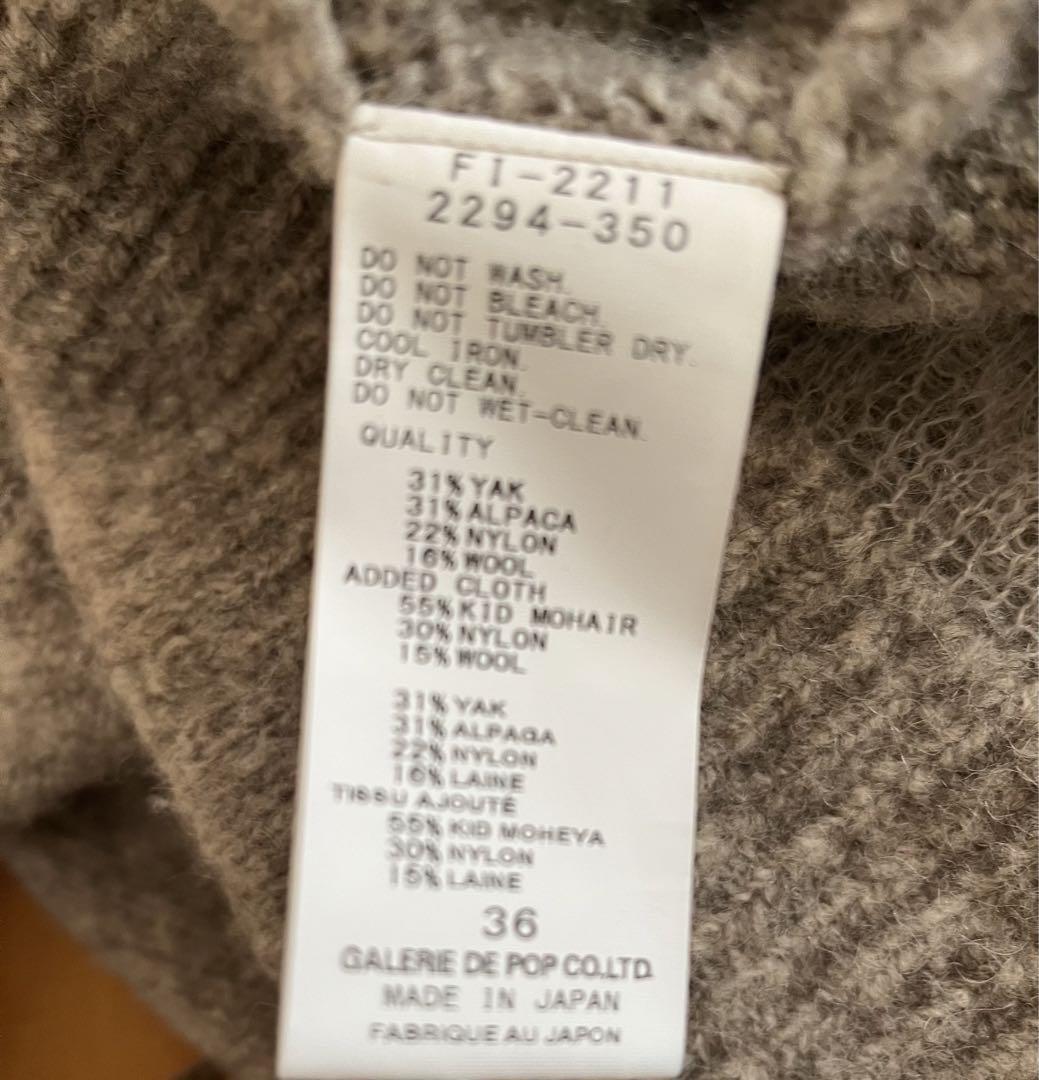 FI-2211
2294-350
DO NOT WASH.
DO NOT BLEACH.
DO NOT TUMBLER DRY.
COOL IRON.
DRY CLEAN.
DO NOT WET-CLEAN.
QUALITY
31% YAK
31% ALPACA
22% NYLON
16% WOOL
ADDED CLOTH
55% KID MOHAIR
30% NYLON
15% WOOL
31% YAK
31% ALPAGA
22% NYLON
16% LAINE
TISSU AJOUTÉ
55% KID MOHEYA
30% NYLON
15% LAINE
36
GALERIE DE POP CO.LTD.
MADE IN JAPAN
FABRIQUE AU JAPON